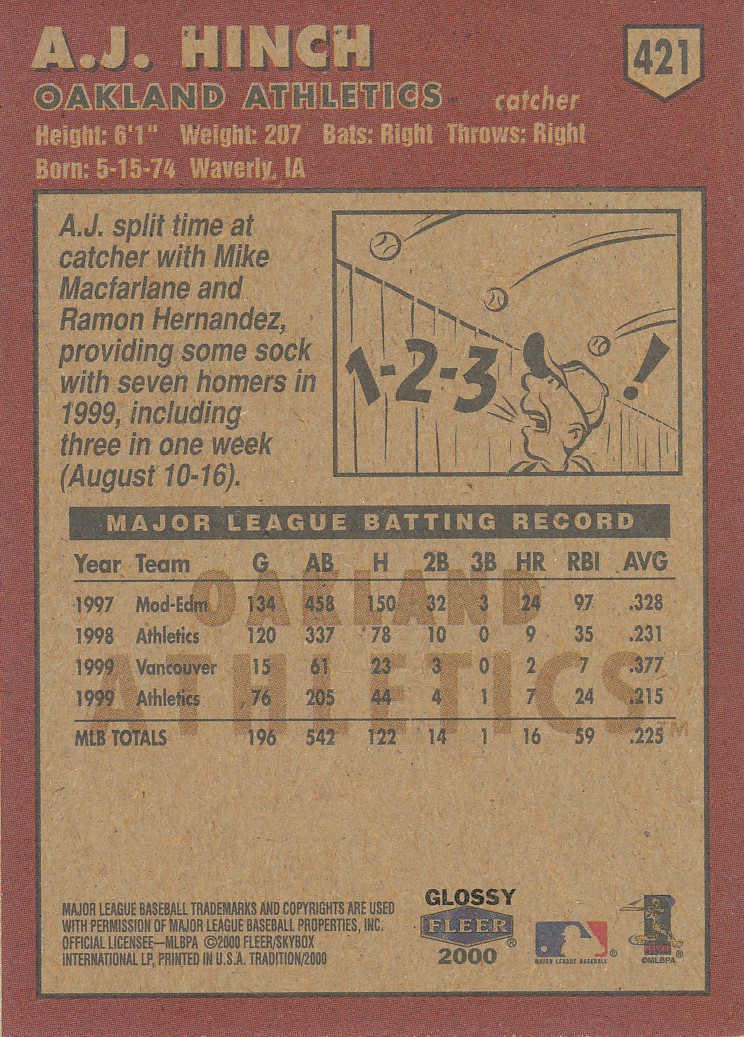 A.J. HINCH
421
OAKLAND ATHLETICS catcher
Height: 6'1" Weight: 207 Bats: Right Throws: Right
Born: 5-15-74 Waverly, IA
A.J. split time at
catcher with Mike
Macfarlane and
Ramon Hernandez,
providing some sock
with seven homers in
1999, including
three in one week
(August 10-16).
1-2-3 !
MAJOR LEAGUE BATTING RECORD
Year Team G AB H 2B 3B HR RBI AVG
OAKLAND
1997 Mod-Edm 134 458 150 32 3 24 97 .328
1998 Athletics 120 337 78 10 0 9 35 .231
ATHLETICS TM
1999 Vancouver 15 61 23 3 0 2 7 .377
1999 Athletics 76 205 44 4 1 7 24 .215
MLB TOTALS 196 542 122 14 1 16 59 .225
MAJOR LEAGUE BASEBALL TRADEMARKS AND COPYRIGHTS ARE USED
WITH PERMISSION OF MAJOR LEAGUE BASEBALL PROPERTIES, INC.
OFFICIAL LICENSEE—MLBPA ©2000 FLEER/SKYBOX
INTERNATIONAL LP, PRINTED IN U.S.A. TRADITION/2000
GLOSSY
FLEER®
2000
MAJOR LEAGUE BASEBALL®
©MLBPA®